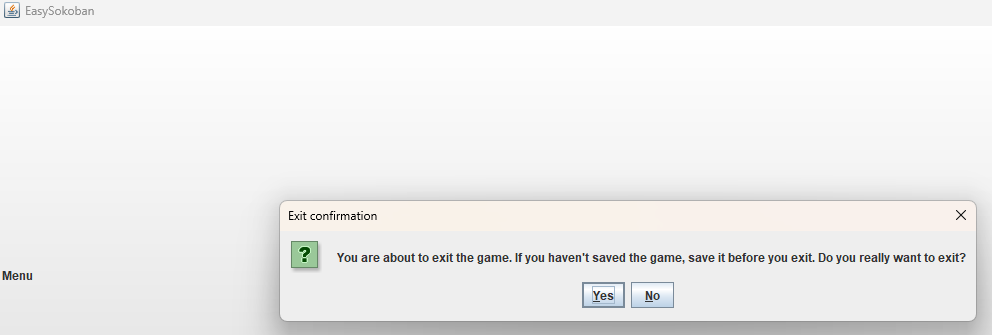 EasySokoban
Exit confirmation
You are about to exit the game. If you haven't saved the game, save it before you exit. Do you really want to exit?
Menu
Yes No